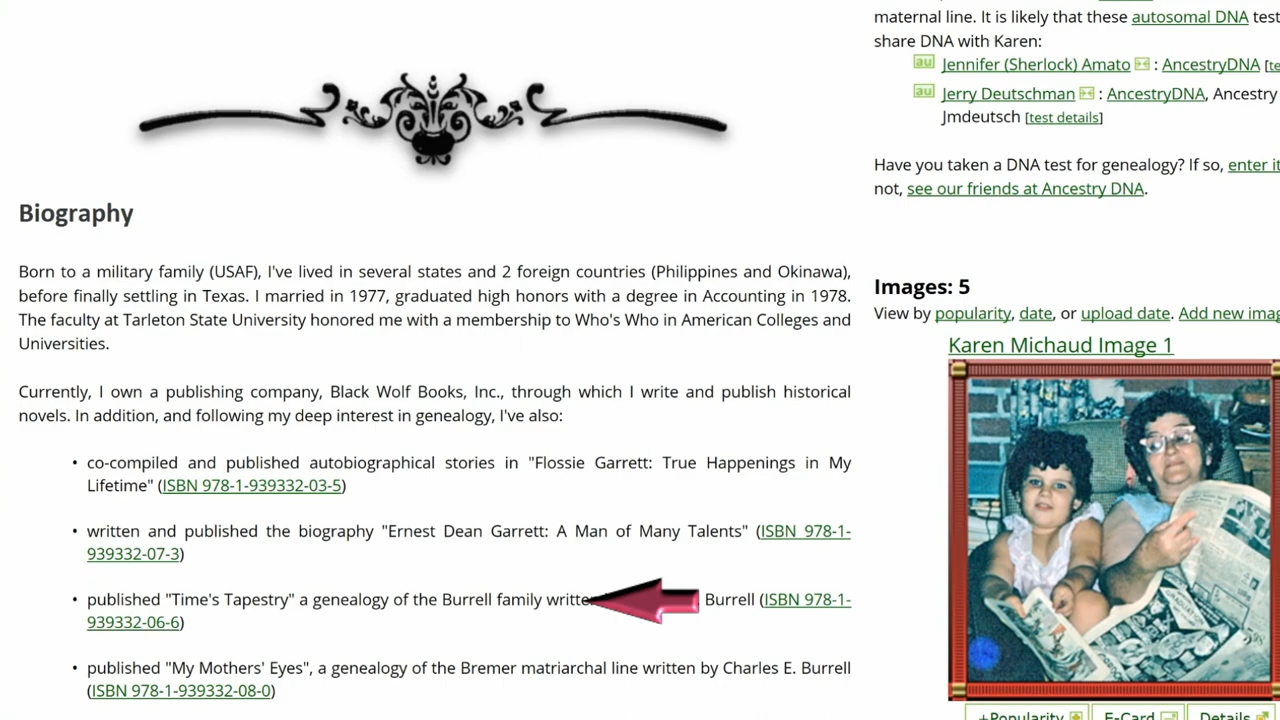 Biography
Born to a military family (USAF), I've lived in several states and 2 foreign countries (Philippines and Okinawa),
before finally settling in Texas. I married in 1977, graduated high honors with a degree in Accounting in 1978.
The faculty at Tarleton State University honored me with a membership to Who's Who in American Colleges and
Universities.
Currently, I own a publishing company, Black Wolf Books, Inc., through which I write and publish historical
novels. In addition, and following my deep interest in genealogy, I've also:
• co-compiled and published autobiographical stories in "Flossie Garrett: True Happenings in My
Lifetime" (ISBN 978-1-939332-03-5)
• written and published the biography "Ernest Dean Garrett: A Man of Many Talents" (ISBN 978-1-
939332-07-3)
• published "Time's Tapestry" a genealogy of the Burrell family Burrell (ISBN 978-1-
939332-06-6)
• published "My Mothers' Eyes", a genealogy of the Bremer matriarchal line written by Charles E. Burrell
(ISBN 978-1-939332-08-0)
maternal line. It is likely that these autosomal DNA test
share DNA with Karen:
au Jennifer (Sherlock) Amato : AncestryDNA [te
au Jerry Deutschman : AncestryDNA, Ancestry
Jmdeutsch [test details]
Have you taken a DNA test for genealogy? If so, enter it
not, see our friends at Ancestry DNA.
Images: 5
View by popularity, date, or upload date. Add new imag
Karen Michaud Image 1
+Popularity E-Card Details